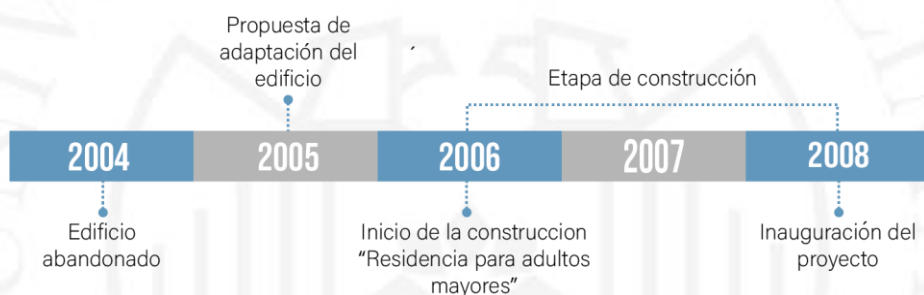 Propuesta de
adaptación del
edificio
Etapa de construcción
2004
2005
2006
2007
2008
Edificio
abandonado
Inicio de la construccion
"Residencia para adultos
mayores"
Inauguración del
proyecto